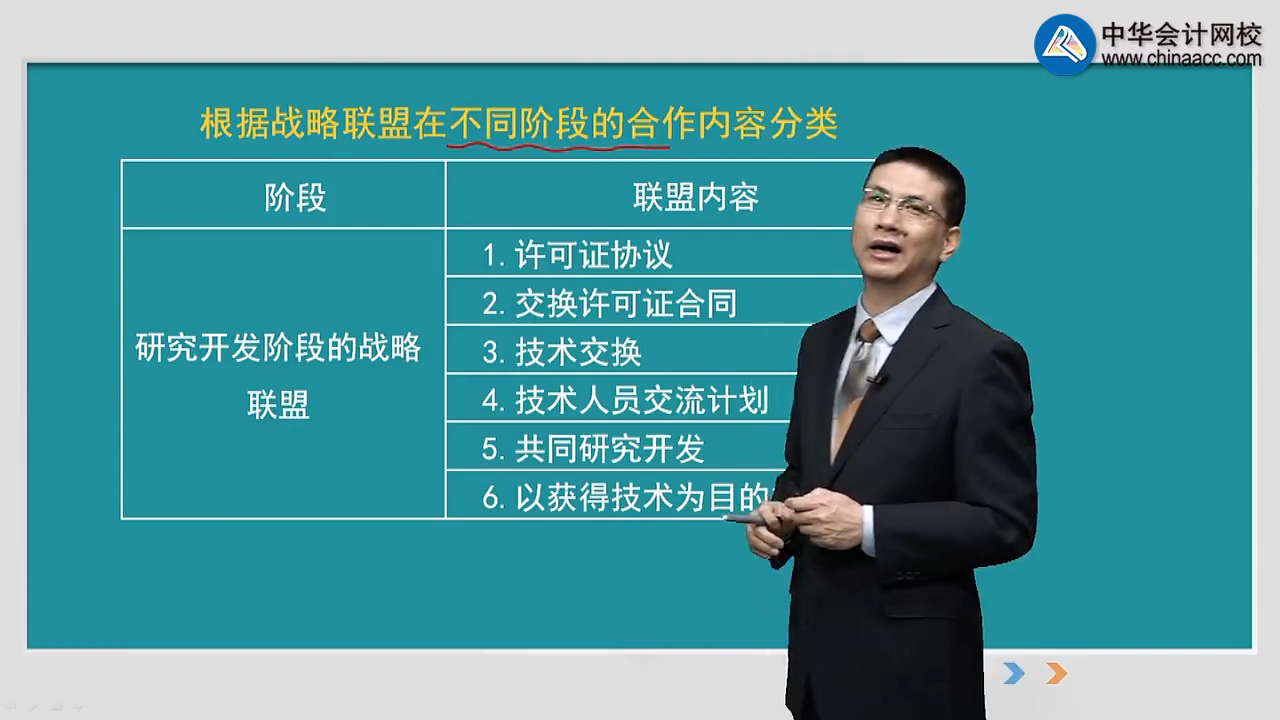 中华会计网校
www.chinaacc.com
根据战略联盟在不同阶段的合作内容分类
阶段
联盟内容
研究开发阶段的战略
联盟
1.许可证协议
2.交换许可证合同
3.技术交换
4.技术人员交流计划
5.共同研究开发
6.以获得技术为目的